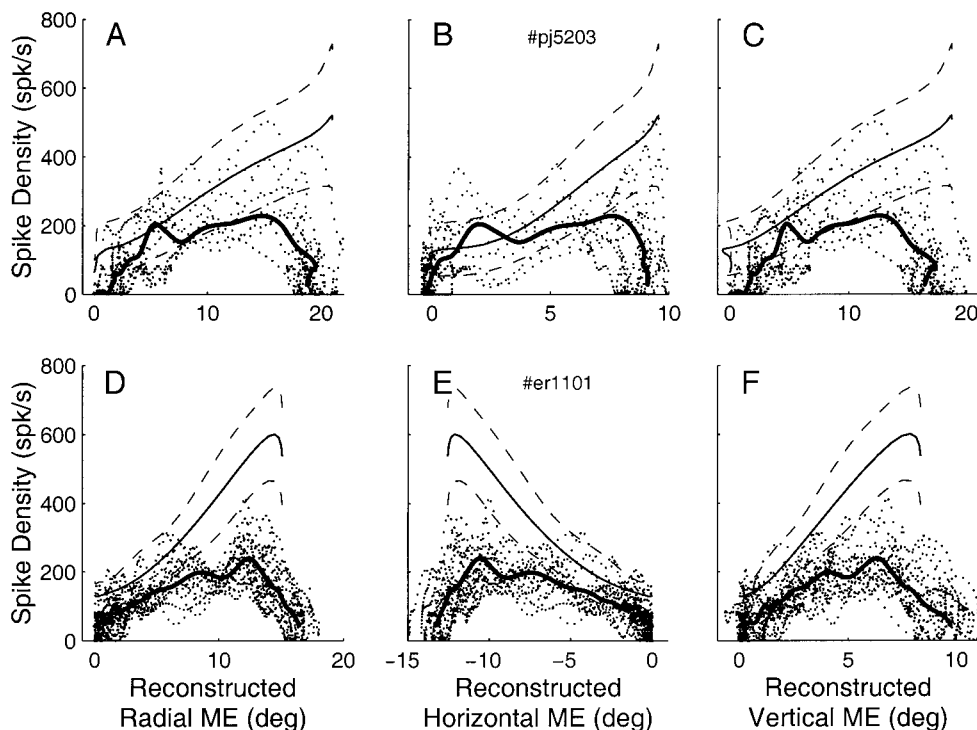 A
B
#pj5203
C
Spike Density (spk/s)
800
600
400
200
0
0 10 20
0 5 10
0 10 20
D
E
#er1101
F
Spike Density (spk/s)
800
600
400
200
0
0 10 20
−15 −10 −5 0
0 5 10
Reconstructed
Radial ME (deg)
Reconstructed
Horizontal ME (deg)
Reconstructed
Vertical ME (deg)